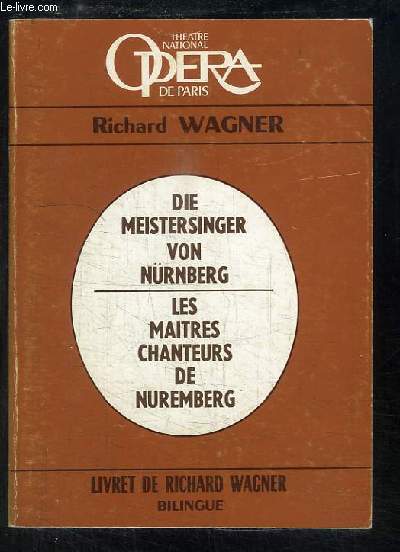 Le-livre.com
THEATRE
NATIONAL
OPERA
DE PARIS
Richard WAGNER
DIE
MEISTERSINGER
VON
NÜRNBERG
LES
MAITRES
CHANTEURS
DE
NUREMBERG
LIVRET DE RICHARD WAGNER
BILINGUE